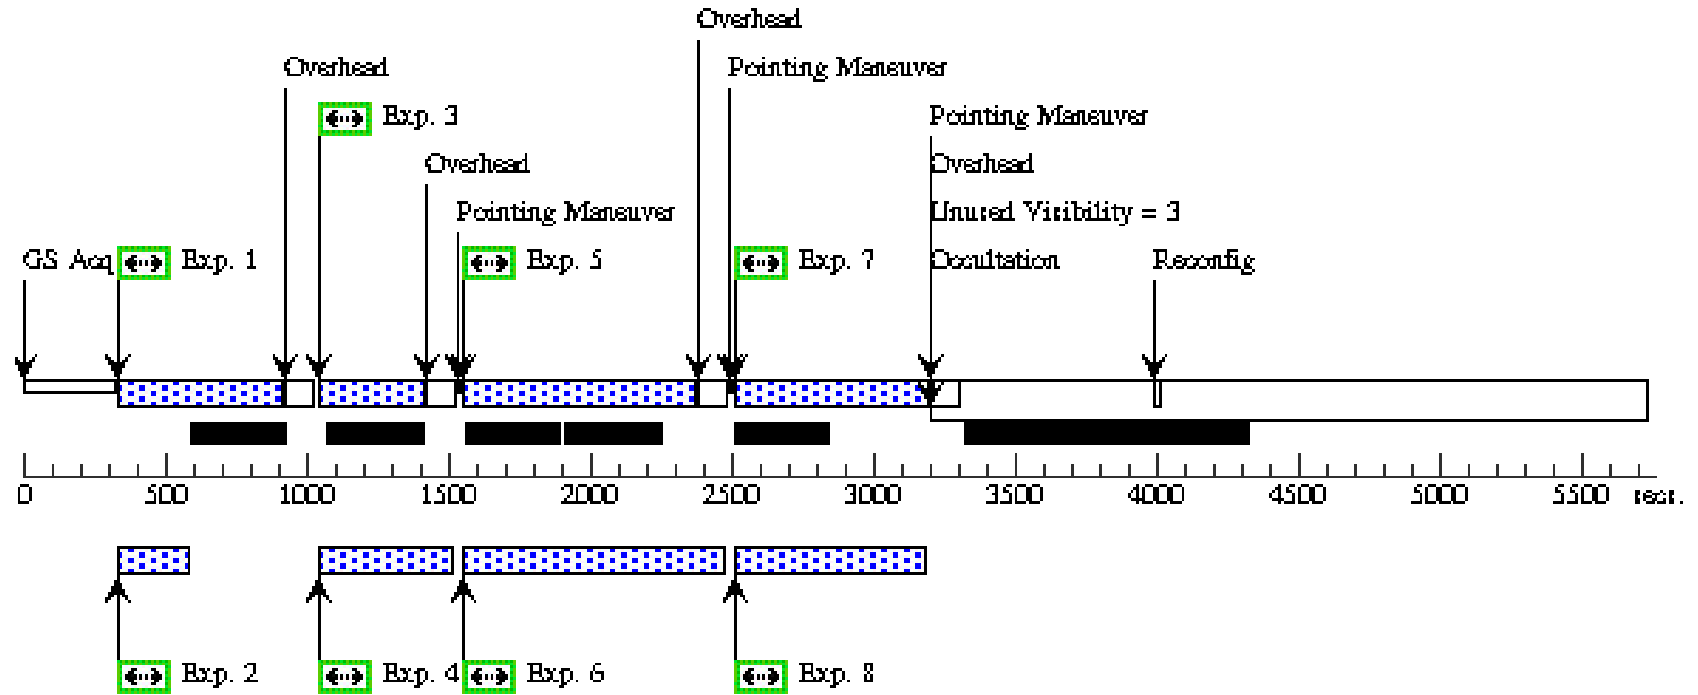 Overhead
Overhead
Pointing Maneuver
Exp. 3
Pointing Maneuver
Overhead
Overhead
Pointing Maneuver
Unused Visibility = 3
GS Acq
Exp. 1
Exp. 5
Exp. 7
Occultation
Reconfig
0 500 1000 1500 2000 2500 3000 3500 4000 4500 5000 5500 secs.
Exp. 2
Exp. 4
Exp. 6
Exp. 8